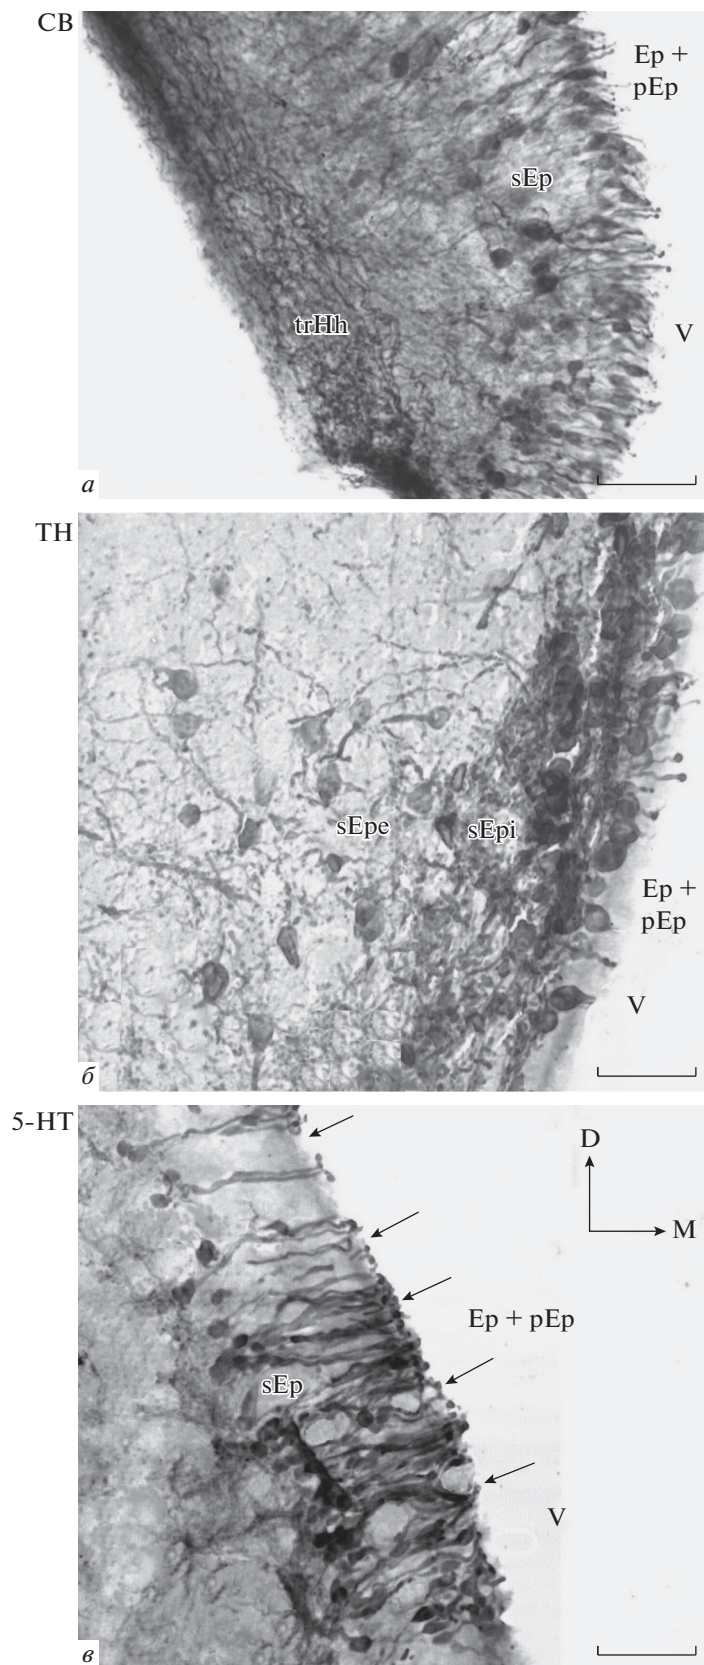 CB
Ep +
pEp
sEp
trHh
V
а
TH
sEpe
sEpi
Ep +
pEp
V
б
5-HT
D
M
Ep + pEp
sEp
V
в